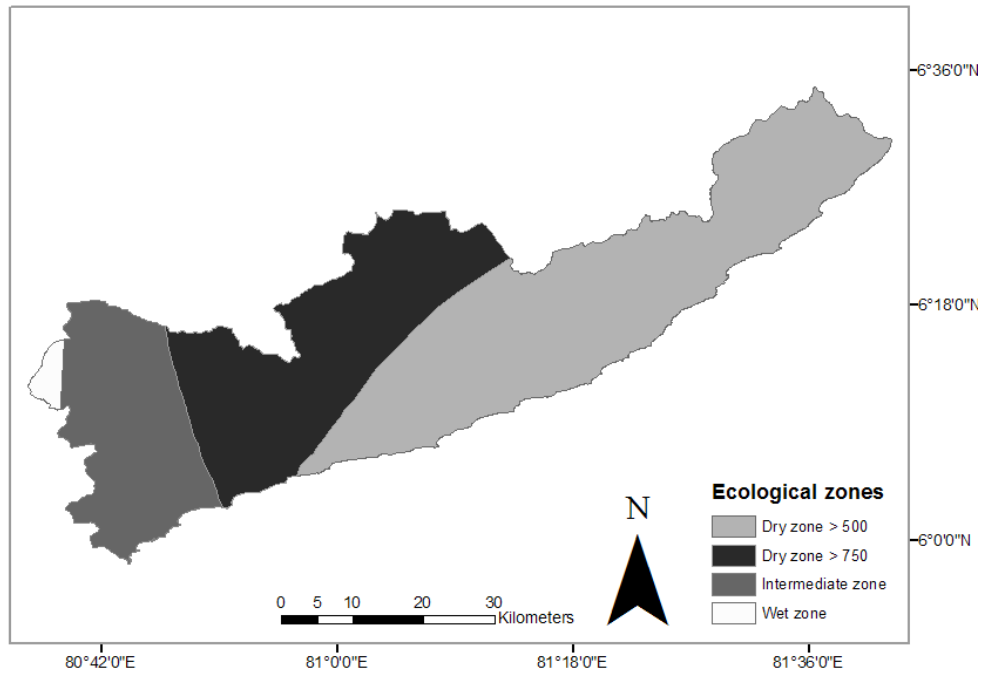 6°36'0"N
6°18'0"N
Ecological zones
Dry zone > 500
Dry zone > 750
Intermediate zone
Wet zone
N
6°0'0"N
0 5 10 20 30
Kilometers
80°42'0"E 81°0'0"E 81°18'0"E 81°36'0"E